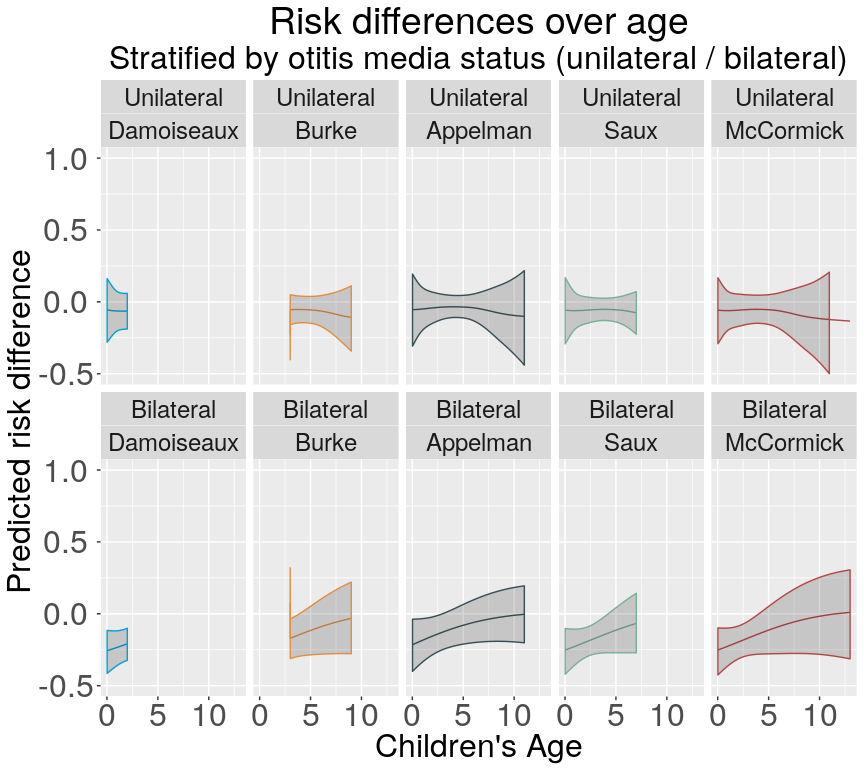 Risk differences over age
Stratified by otitis media status (unilateral / bilateral)
Unilateral Unilateral Unilateral Unilateral Unilateral
Damoiseaux Burke Appelman Saux McCormick
1.0
0.5
0.0
-0.5
Bilateral Bilateral Bilateral Bilateral Bilateral
Damoiseaux Burke Appelman Saux McCormick
1.0
0.5
0.0
-0.5
0 5 10 0 5 10 0 5 10 0 5 10 0 5 10
Children's Age
Predicted risk difference